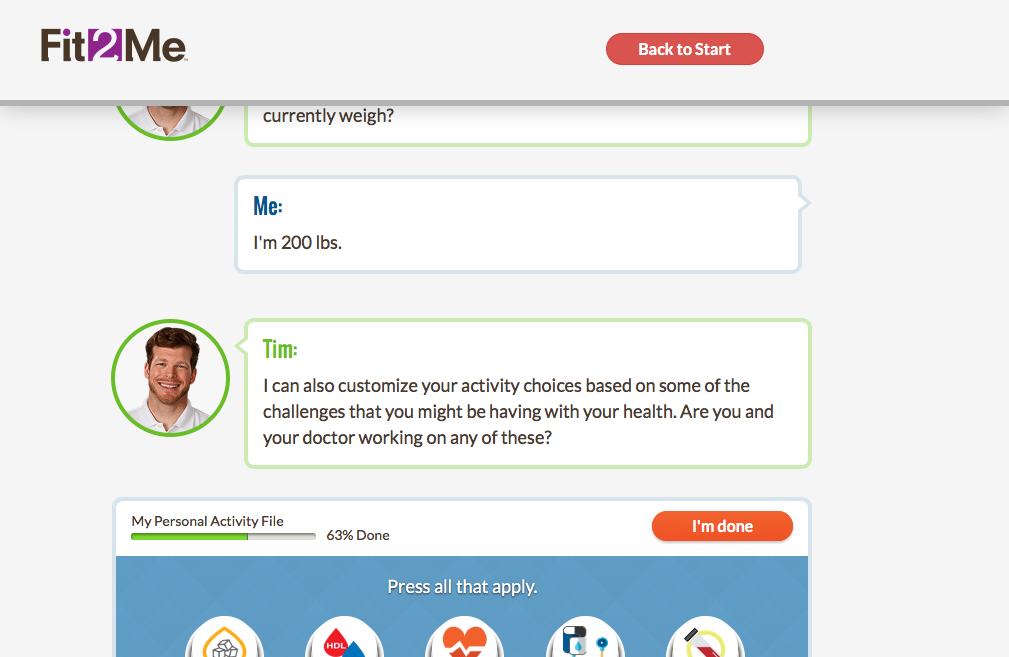 Fit2Me
Back to Start
currently weigh?
Me:
I'm 200 lbs.
Tim:
I can also customize your activity choices based on some of the
challenges that you might be having with your health. Are you and
your doctor working on any of these?
My Personal Activity File
63% Done
I'm done
Press all that apply.
HDL